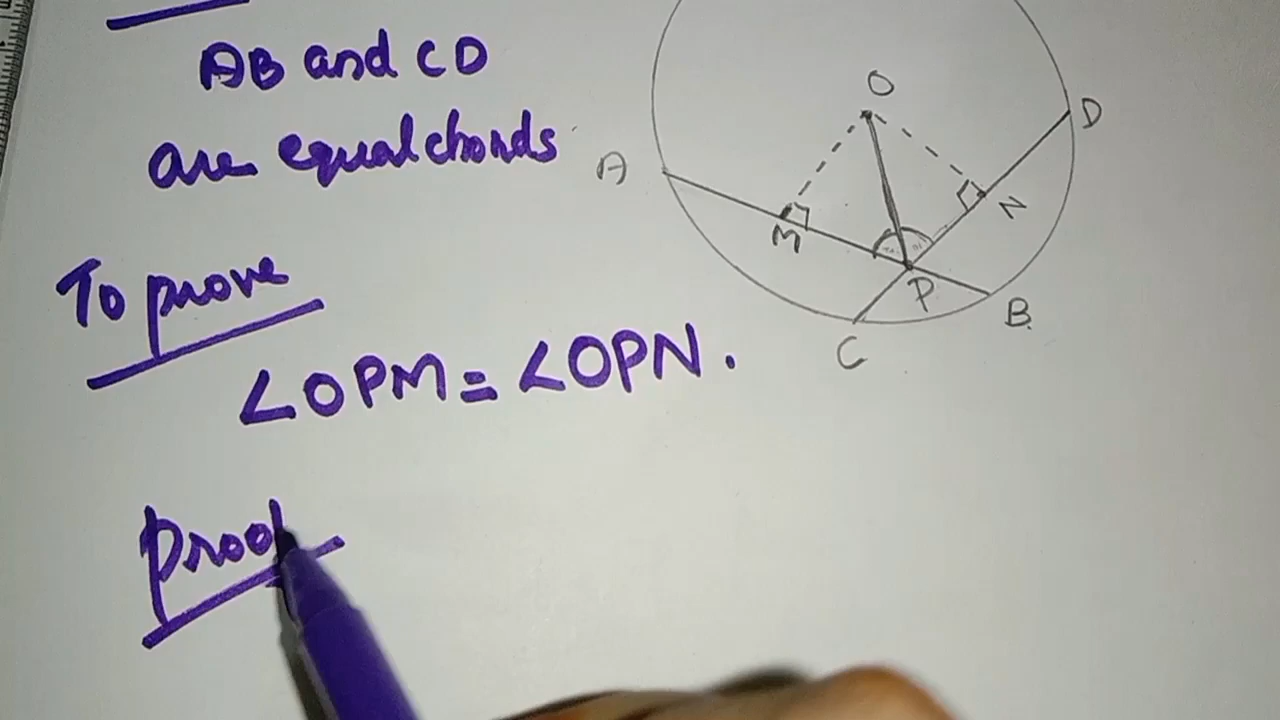 AB and CD
are equal chords
To prove
∠OPM = ∠OPN.
Proof
O
D
A
N
M
P
B
C